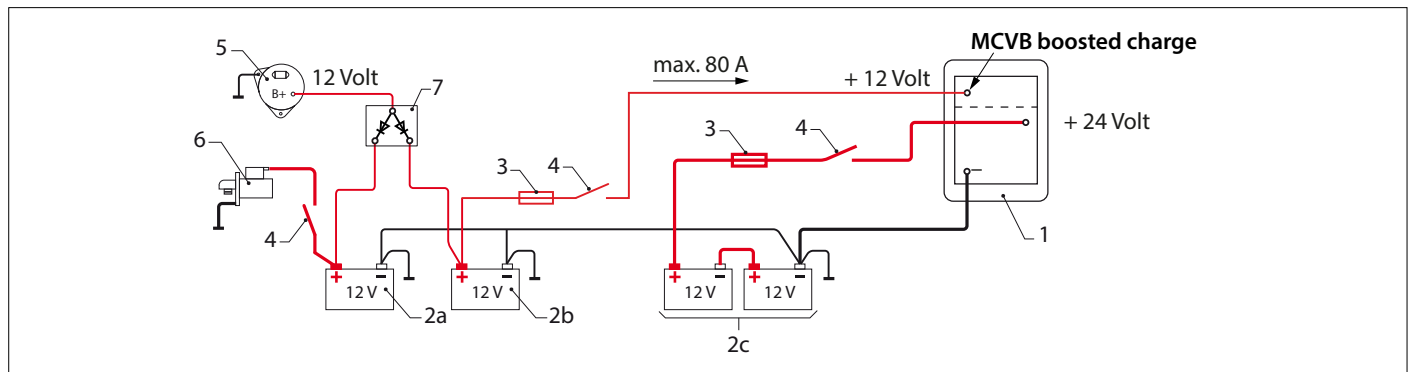 MCVB boosted charge
5
12 Volt
max. 80 A
+ 12 Volt
B+
7
+ 24 Volt
6
3
4
3
4
–
4
1
+
–
+
–
+
–
+
–
12 V
12 V
12 V
12 V
2a
2b
2c